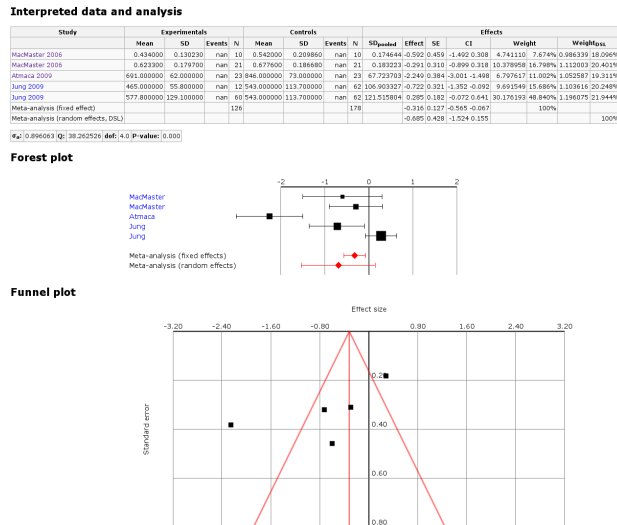 Interpreted data and analysis
Study Experimentals Controls Effects
Mean SD Events N Mean SD Events N SDpooled Effect SE CI Weight WeightDSL
MacMaster 2006 0.434000 0.130230 nan 10 0.542000 0.209860 nan 10 0.174644 -0.592 0.459 -1.492 0.308 4.741110 7.674% 0.986339 18.096%
MacMaster 2006 0.623300 0.179700 nan 21 0.677600 0.186680 nan 21 0.183223 -0.291 0.310 -0.899 0.318 10.378958 16.798% 1.112003 20.401%
Atmaca 2009 691.000000 62.000000 nan 23 846.000000 73.000000 nan 23 67.723703 -2.249 0.384 -3.001 -1.498 6.797617 11.002% 1.052587 19.311%
Jung 2009 465.000000 55.800000 nan 12 543.000000 113.700000 nan 62 106.903327 -0.722 0.321 -1.352 -0.092 9.691549 15.686% 1.103616 20.248%
Jung 2009 577.800000 129.100000 nan 60 543.000000 113.700000 nan 62 121.515804 0.285 0.182 -0.072 0.641 30.176193 48.840% 1.196075 21.944%
Meta-analysis (fixed effect) 126 178 -0.316 0.127 -0.565 -0.067 100%
Meta-analysis (random effects, DSL) -0.685 0.428 -1.524 0.155 100%
0.896063 Q: 38.262526 dof: 4.0 P-value: 0.000
Forest plot
-2 -1 0 1 2
MacMaster
MacMaster
Atmaca
Jung
Jung
Meta-analysis (fixed effects)
Meta-analysis (random effects)
Funnel plot
Effect size
-3.20 -2.40 -1.60 -0.80 0.80 1.60 2.40 3.20
0.20
0.40
Standard error
0.60
0.80